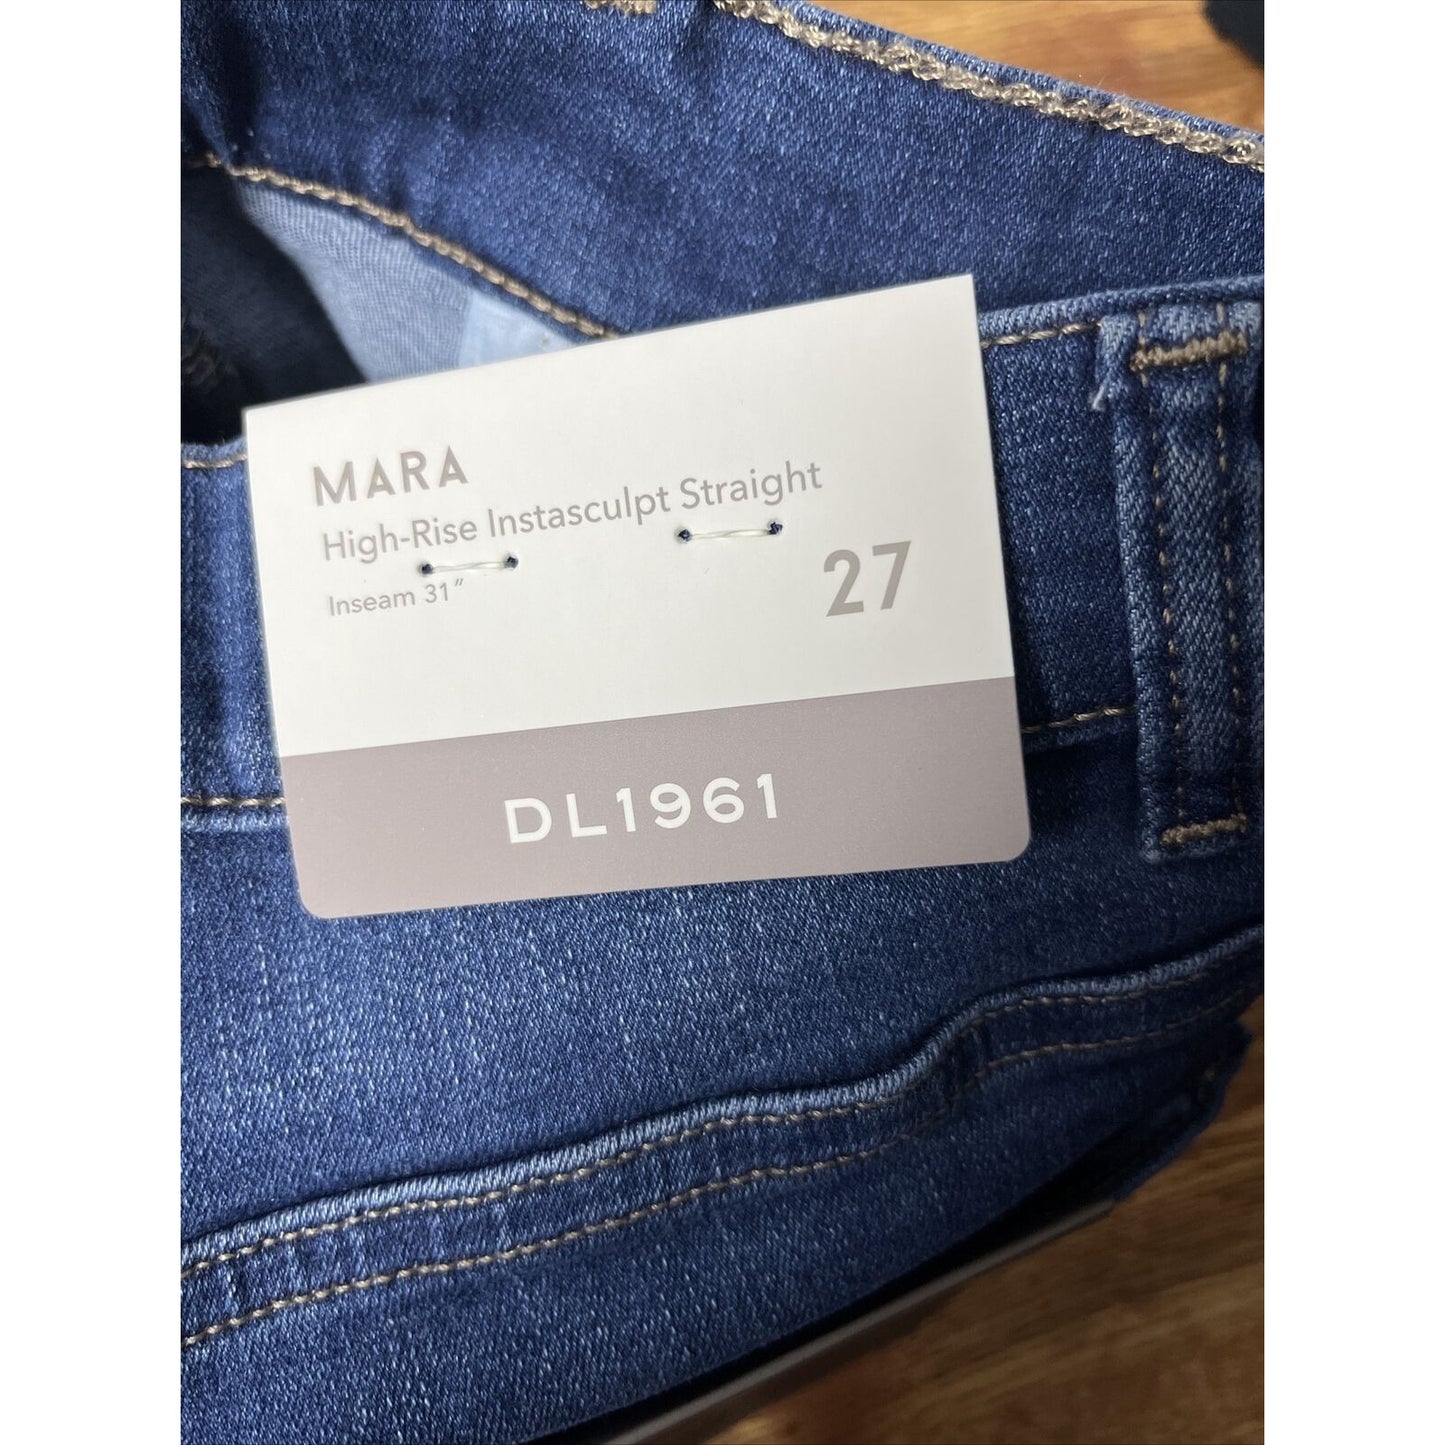 MARA
High-Rise Instasculpt Straight
Inseam 31"
27
DL1961